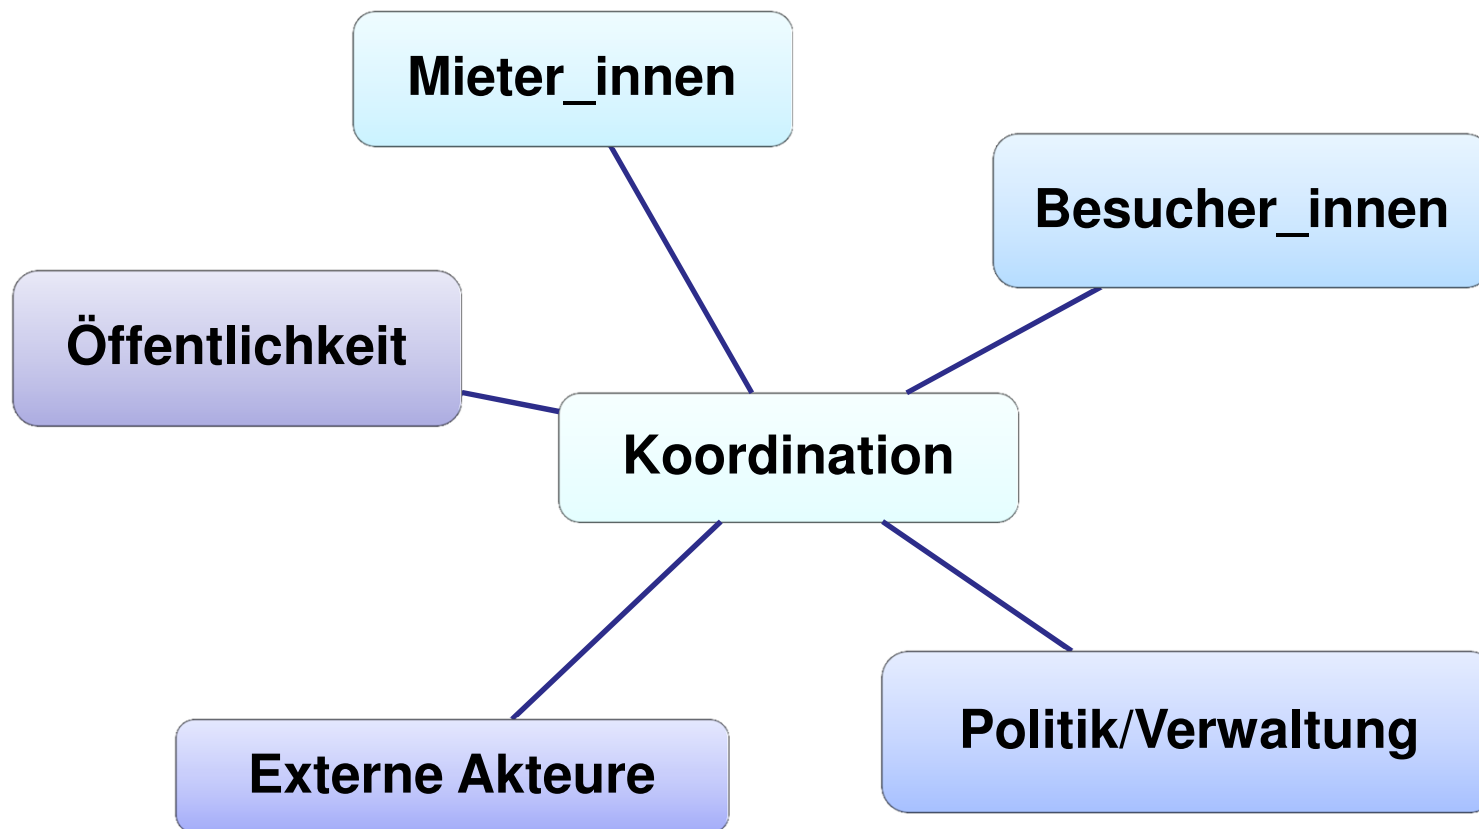 Mieter_innen
Besucher_innen
Öffentlichkeit
Koordination
Politik/Verwaltung
Externe Akteure